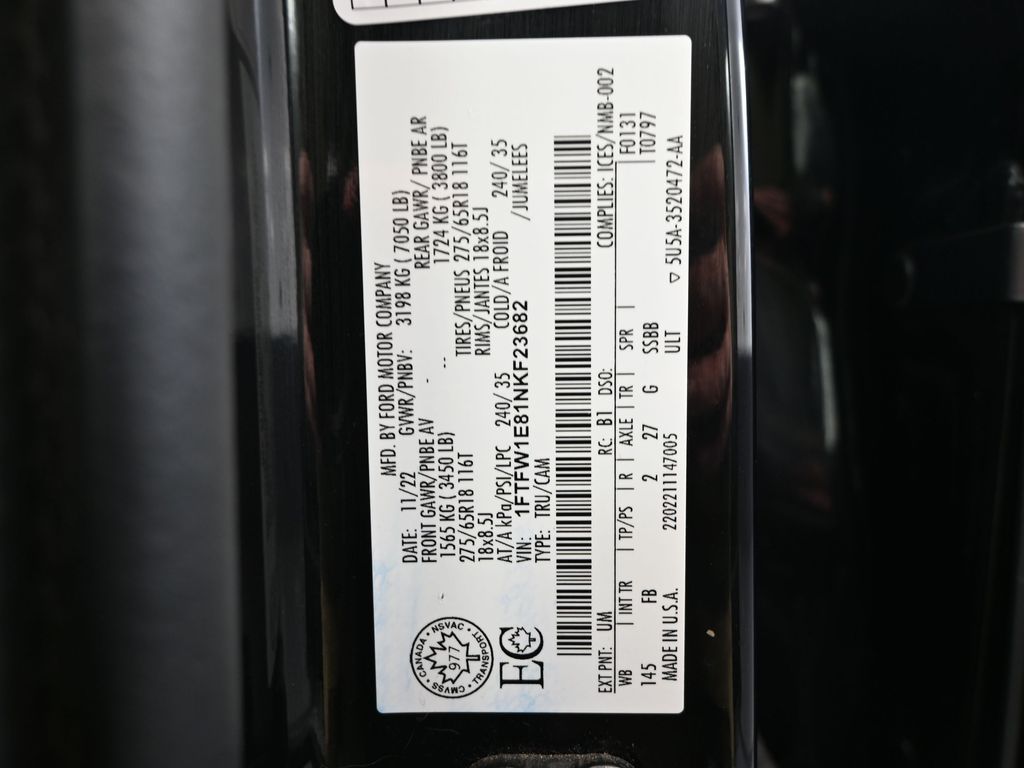 MFD. BY FORD MOTOR COMPANY
DATE: 11/22 GVWR/PNBV: 3198 KG ( 7050 LB)
FRONT GAWR/PNBE AV REAR GAWR/ PNBE AR
1565 KG ( 3450 LB) 1724 KG ( 3800 LB)
275/65R18 116T TIRES/PNEUS 275/65R18 116T
18x8.5J RIMS/JANTES 18x8.5J
AT/A kPa/PSI/LPC 240/ 35 COLD/A FROID 240/ 35
VIN: 1FTFW1E81NKF23682 /JUMELEES
TYPE: TRU/CAM
CANADA • NSVAC • TRANSPORT • CMVSS
977
EC
EXT PNT: UM RC: B1 DSO: COMPLIES: ICES/NMB-002
WB | INT TR | TP/PS | R | AXLE | TR | SPR | F0131
145 FB 2 27 G SSBB T0797
MADE IN U.S.A. 220221147005 ULT ▽ 5U5A-3520472-AA